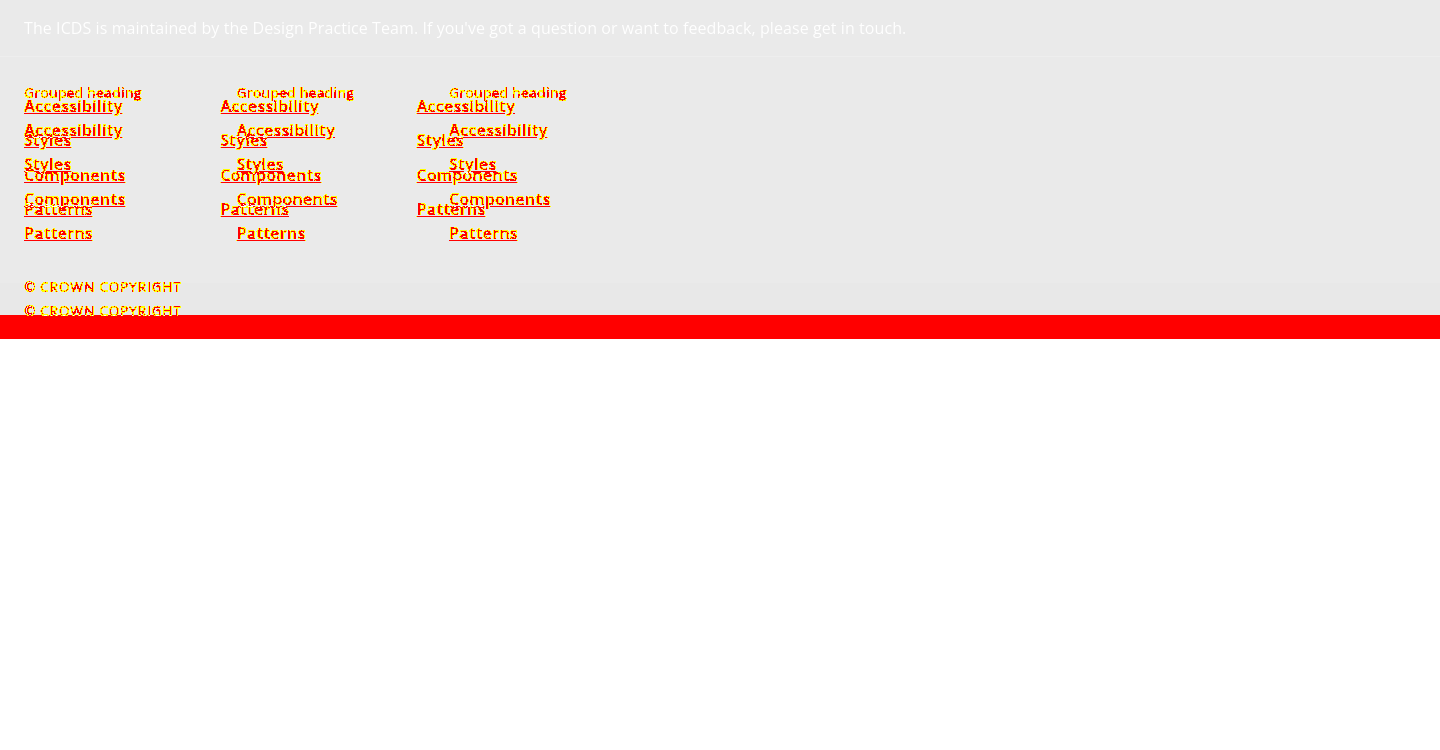 The ICDS is maintained by the Design Practice Team. If you've got a question or want to feedback, please get in touch.
Grouped heading Grouped heading Grouped heading
Accessibility Accessibility Accessibility
Accessibility Accessibility Accessibility
Styles Styles Styles
Styles Styles Styles
Components Components Components
Components Components Components
Patterns Patterns Patterns
Patterns Patterns Patterns
© CROWN COPYRIGHT
© CROWN COPYRIGHT